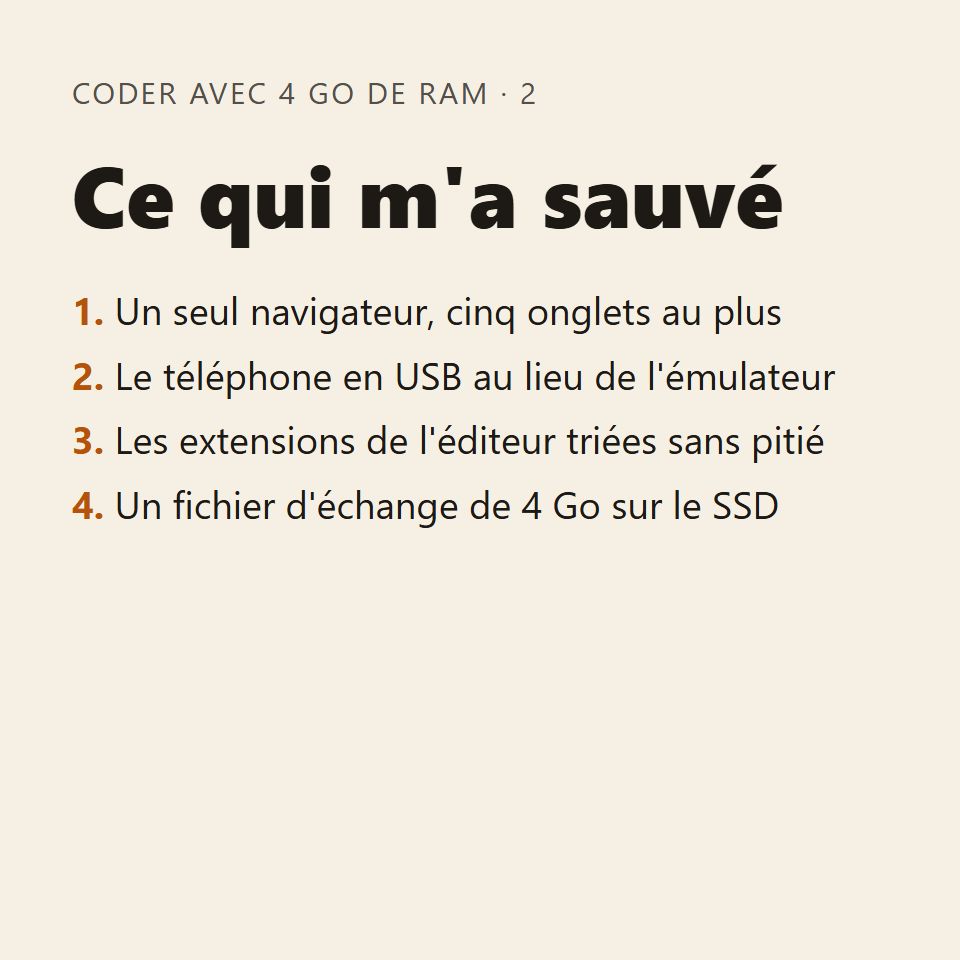 CODER AVEC 4 GO DE RAM · 2
Ce qui m'a sauvé
1. Un seul navigateur, cinq onglets au plus
2. Le téléphone en USB au lieu de l'émulateur
3. Les extensions de l'éditeur triées sans pitié
4. Un fichier d'échange de 4 Go sur le SSD